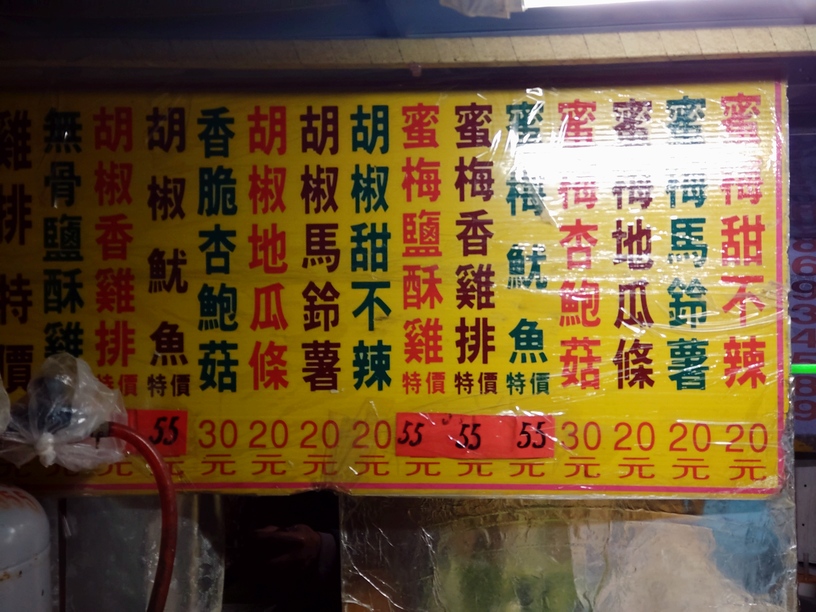 雞排特價
無骨鹽酥雞
胡椒香雞排 特價 元
胡椒魷魚 特價 55元
香脆杏鮑菇 30元
胡椒地瓜條 20元
胡椒馬鈴薯 20元
胡椒甜不辣 20元
蜜梅鹽酥雞 特價 55元
蜜梅香雞排 特價 55元
蜜梅魷魚 特價 55元
蜜梅杏鮑菇 30元
蜜梅地瓜條 20元
蜜梅馬鈴薯 20元
蜜梅甜不辣 20元